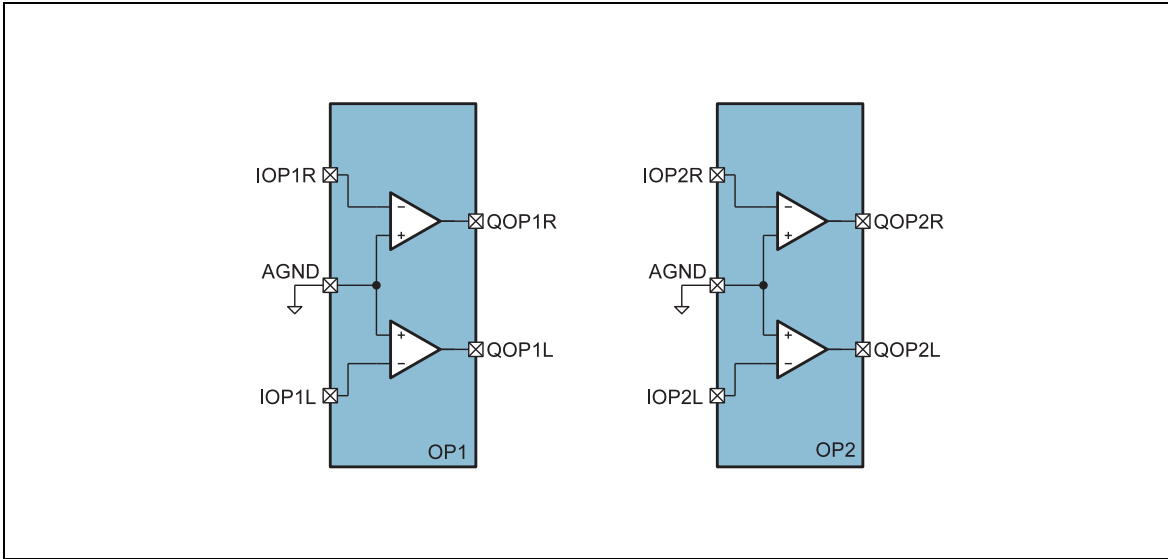 IOP1R
QOP1R
AGND
QOP1L
IOP1L
OP1
IOP2R
QOP2R
AGND
QOP2L
IOP2L
OP2